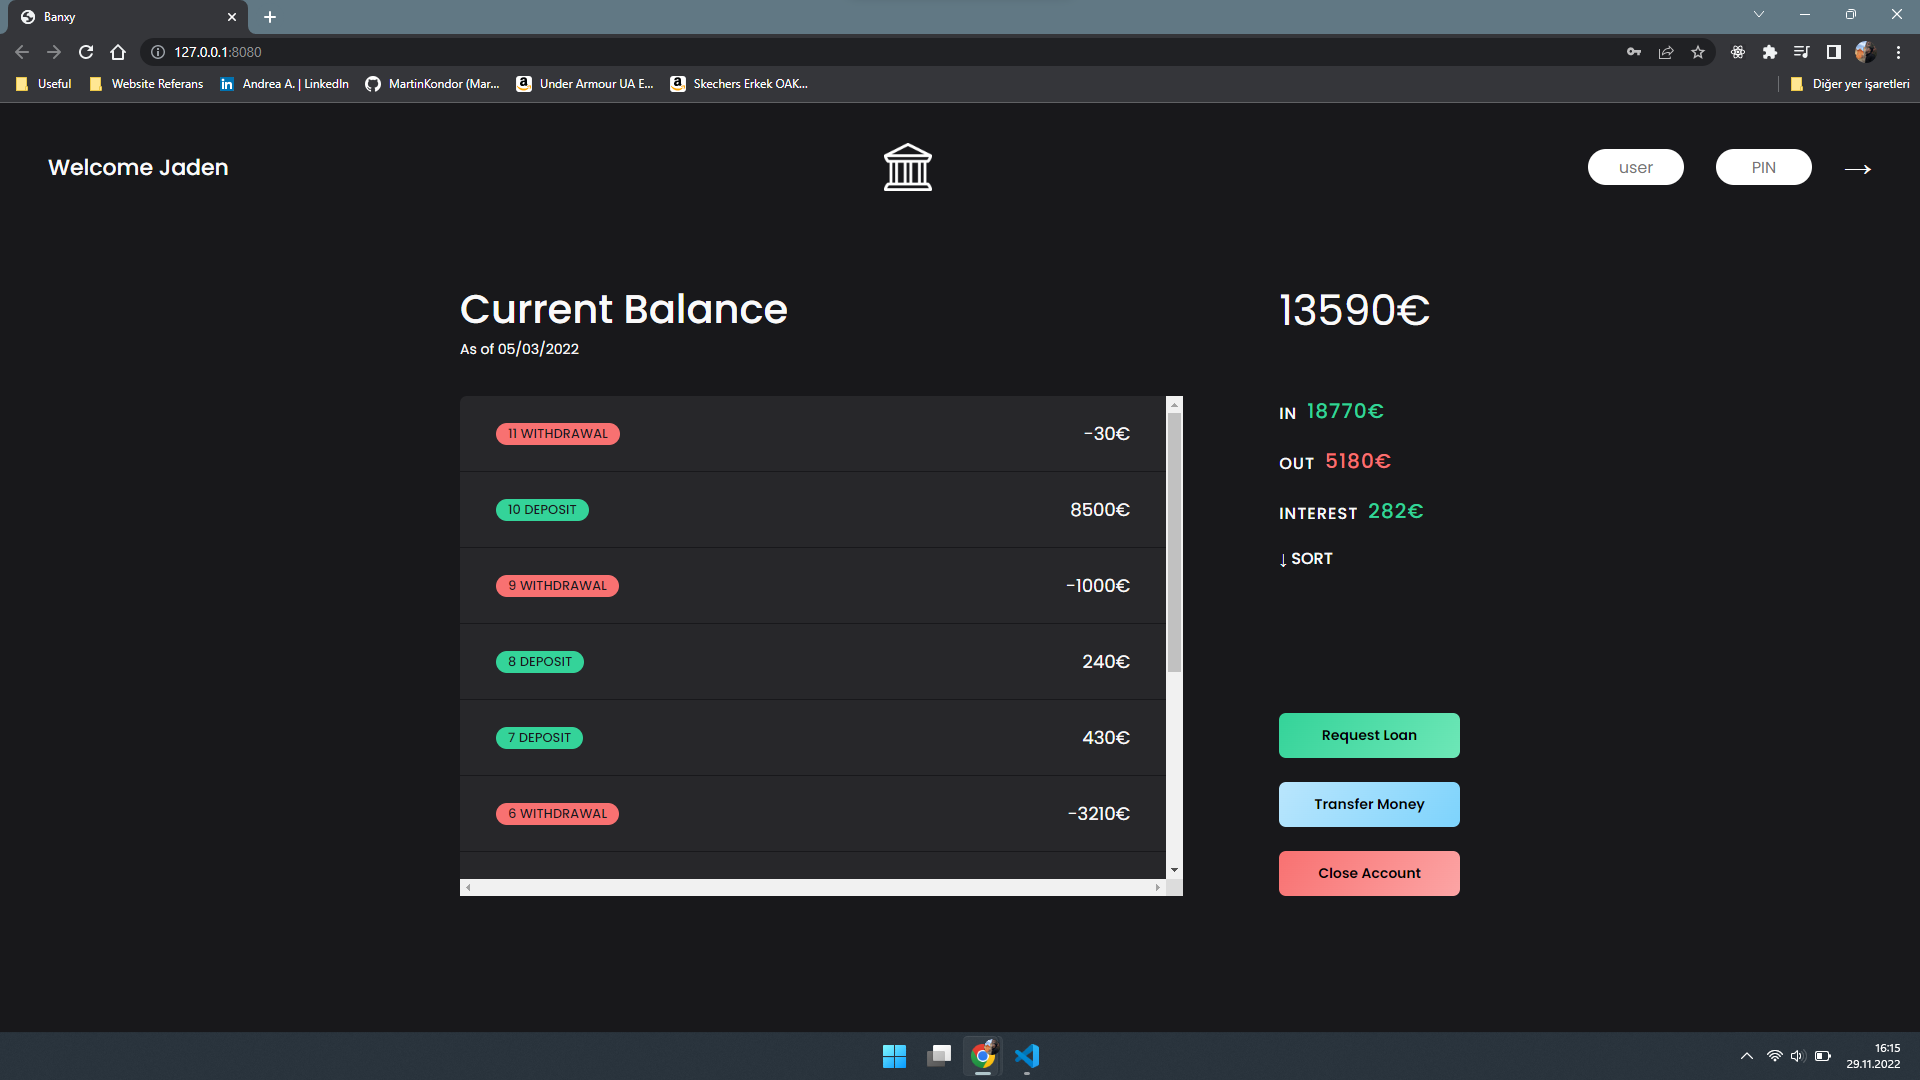 Banxy
127.0.0.1:8080
Useful
Website Referans
Andrea A. | LinkedIn
MartinKondor (Mar...
Under Armour UA E...
Skechers Erkek OAK...
Diğer yer işaretleri
Welcome Jaden
user
PIN
→
Current Balance
13590€
As of 05/03/2022
11 WITHDRAWAL -30€
10 DEPOSIT 8500€
9 WITHDRAWAL -1000€
8 DEPOSIT 240€
7 DEPOSIT 430€
6 WITHDRAWAL -3210€
IN 18770€
OUT 5180€
INTEREST 282€
↓ SORT
Request Loan
Transfer Money
Close Account
16:15
29.11.2022